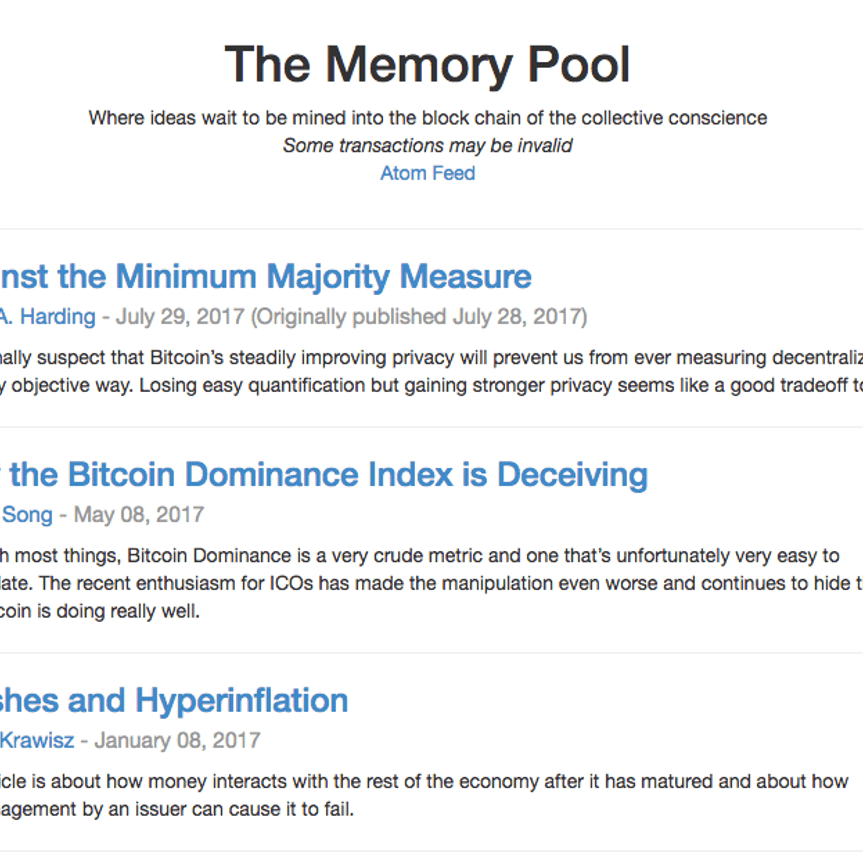 The Memory Pool
Where ideas wait to be mined into the block chain of the collective conscience
Some transactions may be invalid
Atom Feed
nst the Minimum Majority Measure
A. Harding - July 29, 2017 (Originally published July 28, 2017)
nally suspect that Bitcoin’s steadily improving privacy will prevent us from ever measuring decentraliz
y objective way. Losing easy quantification but gaining stronger privacy seems like a good tradeoff to
the Bitcoin Dominance Index is Deceiving
Song - May 08, 2017
h most things, Bitcoin Dominance is a very crude metric and one that’s unfortunately very easy to
late. The recent enthusiasm for ICOs has made the manipulation even worse and continues to hide t
coin is doing really well.
shes and Hyperinflation
Krawisz - January 08, 2017
icle is about how money interacts with the rest of the economy after it has matured and about how
nagement by an issuer can cause it to fail.